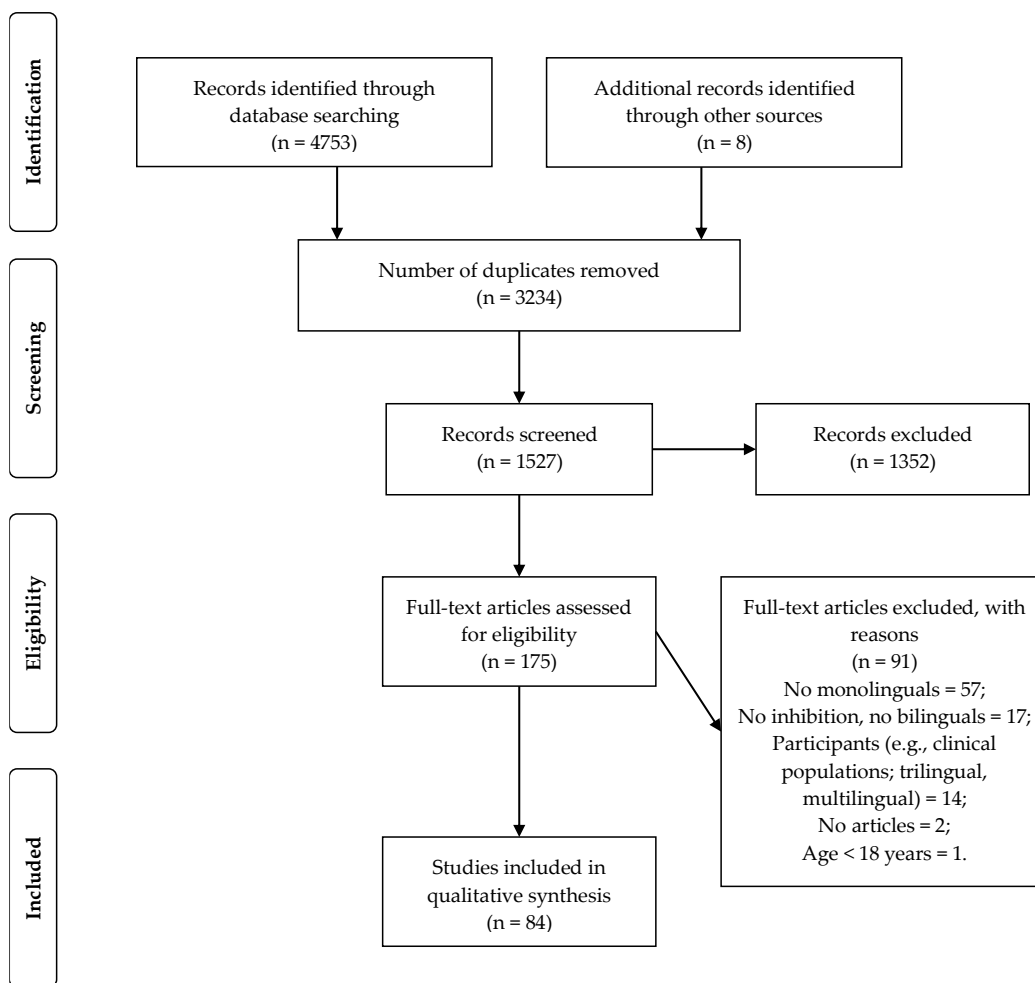 Identification
Records identified through
database searching
(n = 4753)
Additional records identified
through other sources
(n = 8)
Screening
Number of duplicates removed
(n = 3234)
Records screened
(n = 1527)
Records excluded
(n = 1352)
Eligibility
Full-text articles assessed
for eligibility
(n = 175)
Full-text articles excluded, with
reasons
(n = 91)
No monolinguals = 57;
No inhibition, no bilinguals = 17;
Participants (e.g., clinical
populations; trilingual,
multilingual) = 14;
No articles = 2;
Age < 18 years = 1.
Included
Studies included in
qualitative synthesis
(n = 84)